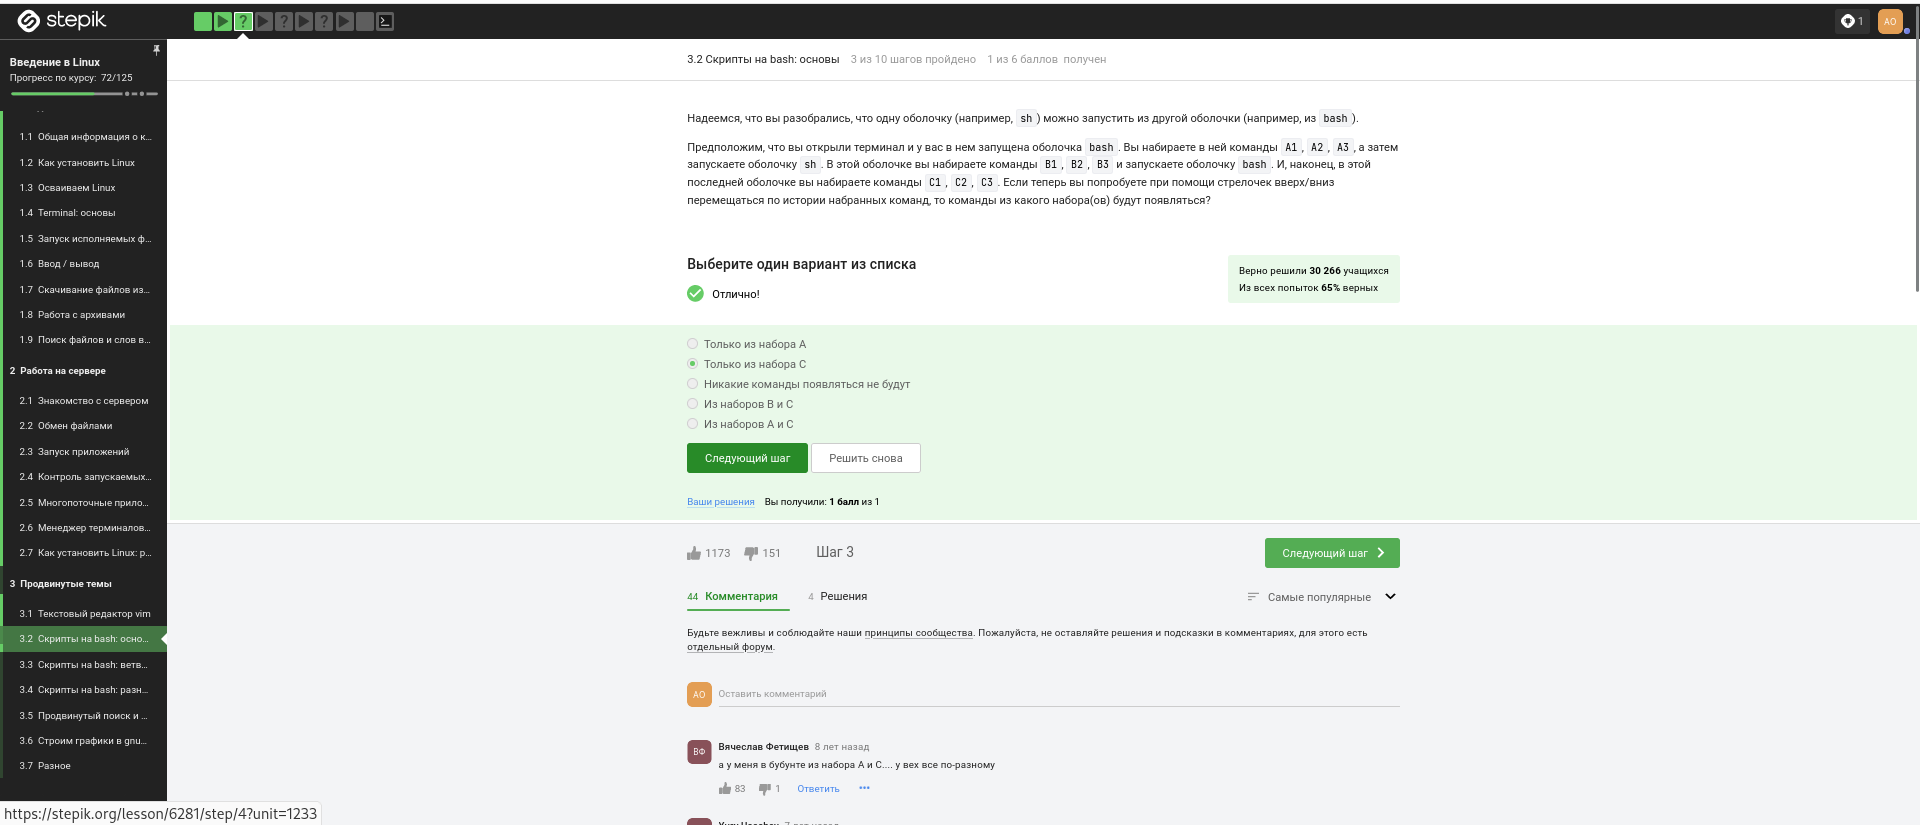 stepik
1
АО
Введение в Linux
Прогресс по курсу: 72/125
1.1 Общая информация о к...
1.2 Как установить Linux
1.3 Осваиваем Linux
1.4 Terminal: основы
1.5 Запуск исполняемых ф...
1.6 Ввод / вывод
1.7 Скачивание файлов из...
1.8 Работа с архивами
1.9 Поиск файлов и слов в...
2 Работа на сервере
2.1 Знакомство с сервером
2.2 Обмен файлами
2.3 Запуск приложений
2.4 Контроль запускаемых...
2.5 Многопоточные прило...
2.6 Менеджер терминалов...
2.7 Как установить Linux: р...
3 Продвинутые темы
3.1 Текстовый редактор vim
3.2 Скрипты на bash: осно...
3.3 Скрипты на bash: ветв...
3.4 Скрипты на bash: разн...
3.5 Продвинутый поиск и ...
3.6 Строим графики в gnu...
3.7 Разное
3.2 Скрипты на bash: основы 3 из 10 шагов пройдено 1 из 6 баллов получен
Надеемся, что вы разобрались, что одну оболочку (например, sh ) можно запустить из другой оболочки (например, из bash ).
Предположим, что вы открыли терминал и у вас в нем запущена оболочка bash . Вы набираете в ней команды A1 , A2 , A3 , а затем
запускаете оболочку sh . В этой оболочке вы набираете команды B1 , B2 , B3 и запускаете оболочку bash . И, наконец, в этой
последней оболочке вы набираете команды C1 , C2 , C3 . Если теперь вы попробуете при помощи стрелочек вверх/вниз
перемещаться по истории набранных команд, то команды из какого набора(ов) будут появляться?
Выберите один вариант из списка
Верно решили 30 266 учащихся
Из всех попыток 65% верных
Отлично!
Только из набора A
Только из набора C
Никакие команды появляться не будут
Из наборов B и C
Из наборов A и C
Следующий шаг Решить снова
Ваши решения Вы получили: 1 балл из 1
1173 151 Шаг 3 Следующий шаг
44 Комментария 4 Решения Самые популярные
Будьте вежливы и соблюдайте наши принципы сообщества. Пожалуйста, не оставляйте решения и подсказки в комментариях, для этого есть
отдельный форум.
АО Оставить комментарий
ВФ Вячеслав Фетищев 8 лет назад
а у меня в бубунте из набора А и С.... у вех все по-разному
83 1 Ответить
https://stepik.org/lesson/6281/step/4?unit=1233